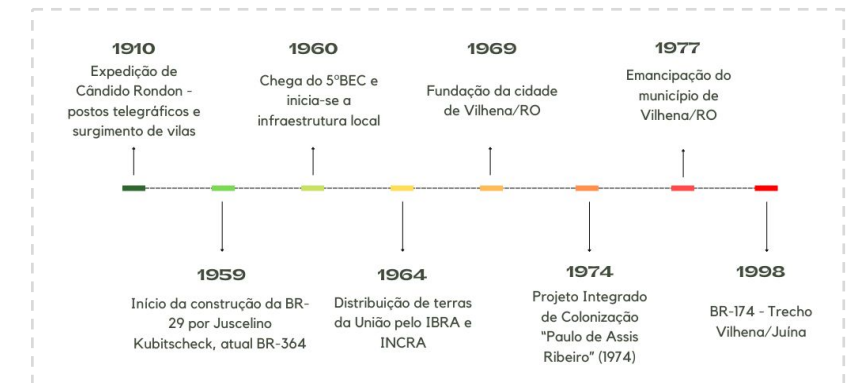 1910
Expedição de
Cândido Rondon -
postos telegráficos e
surgimento de vilas
1960
Chega do 5ºBEC e
inicia-se a
infraestrutura local
1969
Fundação da cidade
de Vilhena/RO
1977
Emancipação do
município de
Vilhena/RO
1959
Início da construção da BR-
29 por Juscelino
Kubitscheck, atual BR-364
1964
Distribuição de terras
da União pelo IBRA e
INCRA
1974
Projeto Integrado
de Colonização
"Paulo de Assis
Ribeiro" (1974)
1998
BR-174 - Trecho
Vilhena/Juína